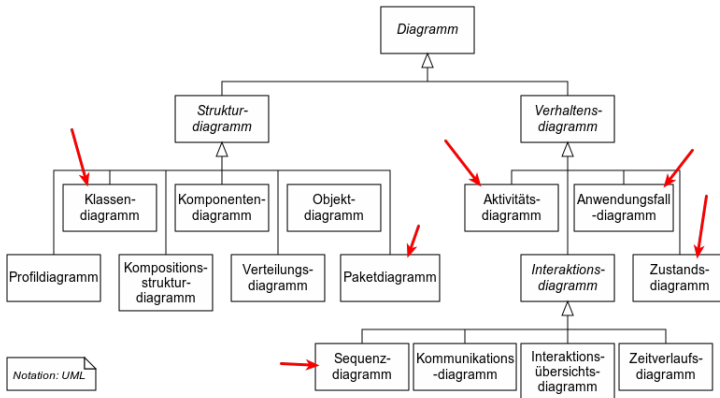 Diagramm
Struktur-
diagramm
Verhaltens-
diagramm
Klassen-
diagramm
Komponenten-
diagramm
Objekt-
diagramm
Aktivitäts-
diagramm
Anwendungsfall
-diagramm
Profildiagramm
Kompositions-
struktur-
diagramm
Verteilungs-
diagramm
Paketdiagramm
Interaktions-
diagramm
Zustands-
diagramm
Sequenz-
diagramm
Kommunikations
-diagramm
Interaktions-
übersichts-
diagramm
Zeitverlaufs-
diagramm
Notation: UML